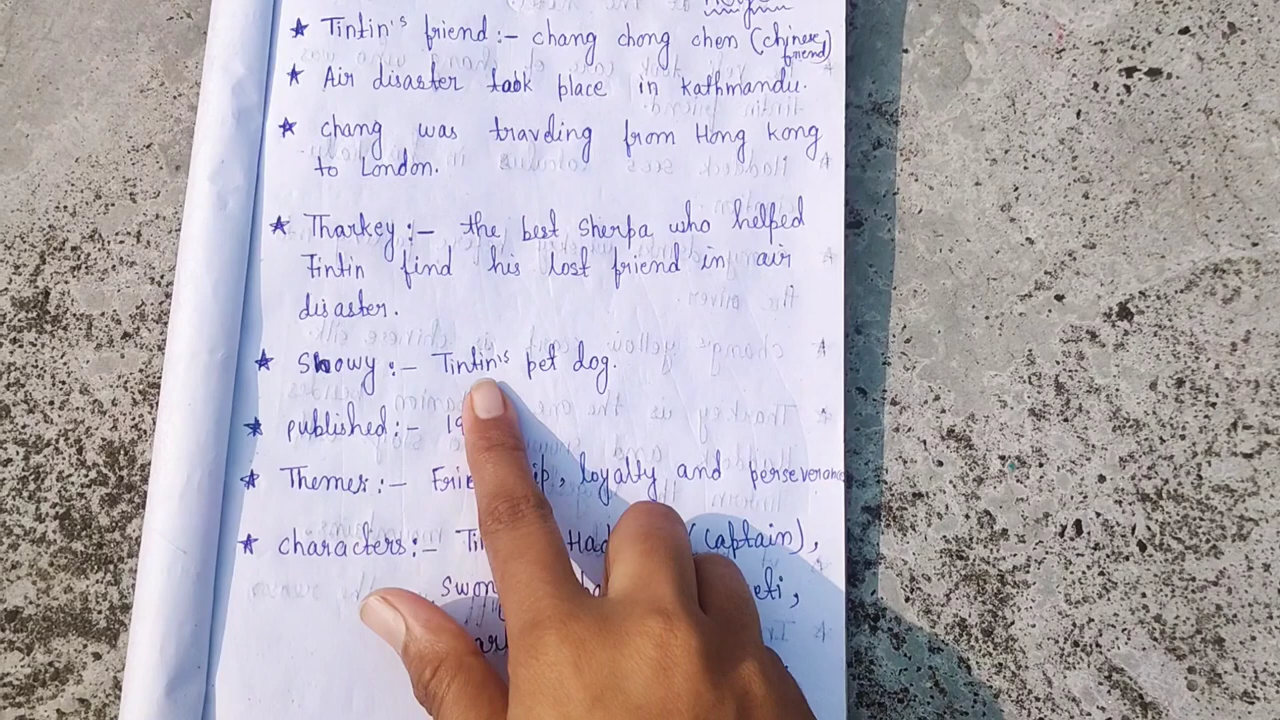 ★ Tintin's friend :- chang chong chen (chinese friend)
★ Air disaster took place in Kathmandu.
★ chang was traveling from Hong Kong
to London.
★ Tharkey :- the best sherpa who helped
Tintin find his lost friend in air
disaster.
★ Snowy :- Tintin's pet dog.
★ published :- 19
★ Themes :- , loyalty and perseverance
★ characters :- (captain),